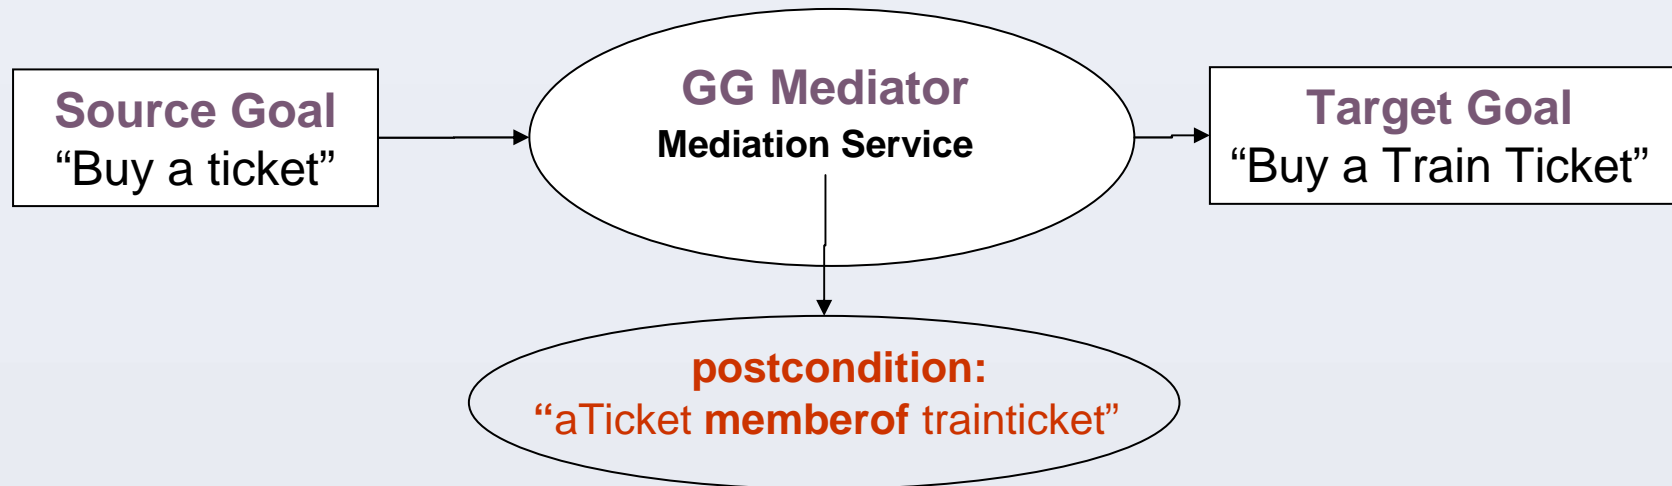 Source Goal
“Buy a ticket”
GG Mediator
Mediation Service
Target Goal
“Buy a Train Ticket”
postcondition:
“aTicket memberof trainticket”